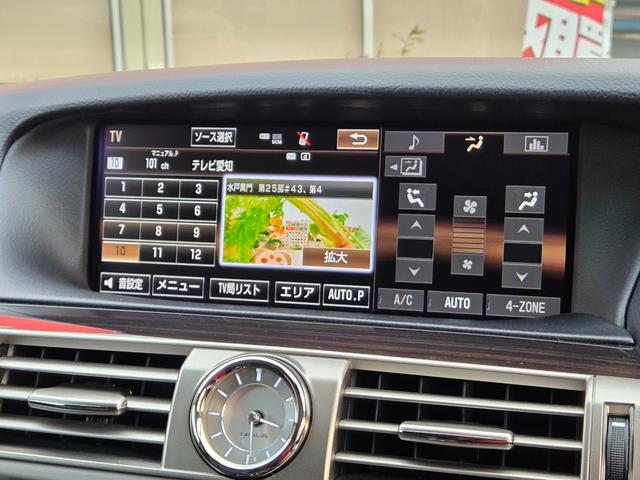 TV
ソース選択
DCM
マニュアル.P
10 101 ch テレビ愛知
水戸黄門 第25部#43、第4
1 2 3
4 5 6
7 8 9
10 11 12
拡大
音設定 メニュー TV局リスト エリア AUTO.P
A/C AUTO 4-ZONE
LEXUS